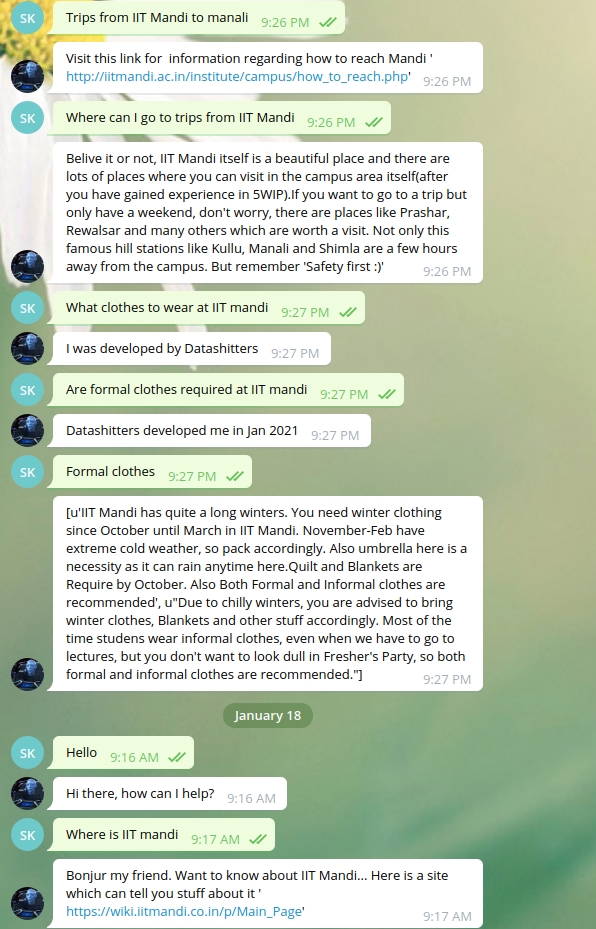 SK
Trips from IIT Mandi to manali 9:26 PM
Visit this link for  information regarding how to reach Mandi '
http://iitmandi.ac.in/institute/campus/how_to_reach.php' 9:26 PM
SK
Where can I go to trips from IIT Mandi 9:26 PM
Belive it or not, IIT Mandi itself is a beautiful place and there are
lots of places where you can visit in the campus area itself(after
you have gained experience in 5WIP).If you want to go to a trip but
only have a weekend, don't worry, there are places like Prashar,
Rewalsar and many others which are worth a visit. Not only this
famous hill stations like Kullu, Manali and Shimla are a few hours
away from the campus. But remember 'Safety first :)' 9:26 PM
SK
What clothes to wear at IIT mandi 9:27 PM
I was developed by Datashitters 9:27 PM
SK
Are formal clothes required at IIT mandi 9:27 PM
Datashitters developed me in Jan 2021 9:27 PM
SK
Formal clothes 9:27 PM
[u'IIT Mandi has quite a long winters. You need winter clothing
since October until March in IIT Mandi. November-Feb have
extreme cold weather, so pack accordingly. Also umbrella here is a
necessity as it can rain anytime here.Quilt and Blankets are
Require by October. Also Both Formal and Informal clothes are
recommended', u"Due to chilly winters, you are advised to bring
winter clothes, Blankets and other stuff accordingly. Most of the
time studens wear informal clothes, even when we have to go to
lectures, but you don't want to look dull in Fresher's Party, so both
formal and informal clothes are recommended."] 9:27 PM
January 18
SK
Hello 9:16 AM
Hi there, how can I help? 9:16 AM
SK
Where is IIT mandi 9:17 AM
Bonjur my friend. Want to know about IIT Mandi... Here is a site
which can tell you stuff about it '
https://wiki.iitmandi.co.in/p/Main_Page' 9:17 AM